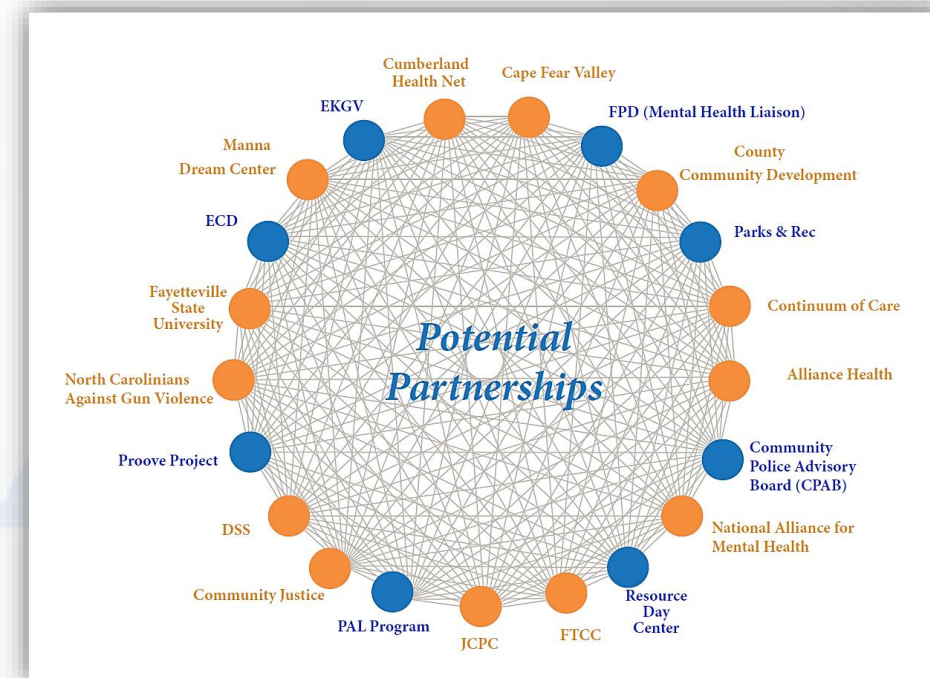 Cumberland
Health Net
Cape Fear Valley
EKGV
FPD (Mental Health Liaison)
Manna
Dream Center
County
Community Development
ECD
Parks & Rec
Fayetteville
State
University
Continuum of Care
Potential
Partnerships
North Carolinians
Against Gun Violence
Alliance Health
Proove Project
Community
Police Advisory
Board (CPAB)
DSS
National Alliance for
Mental Health
Community Justice
PAL Program
JCPC
FTCC
Resource
Day
Center